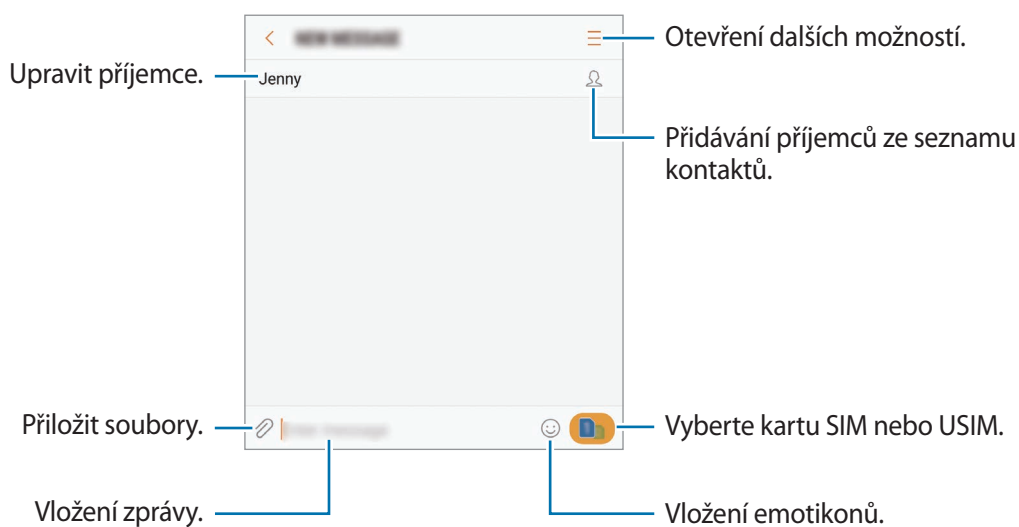 Otevření dalších možností.
Upravit příjemce.
Jenny
Přidávání příjemců ze seznamu
kontaktů.
Přiložit soubory.
Vyberte kartu SIM nebo USIM.
Vložení zprávy.
Vložení emotikonů.